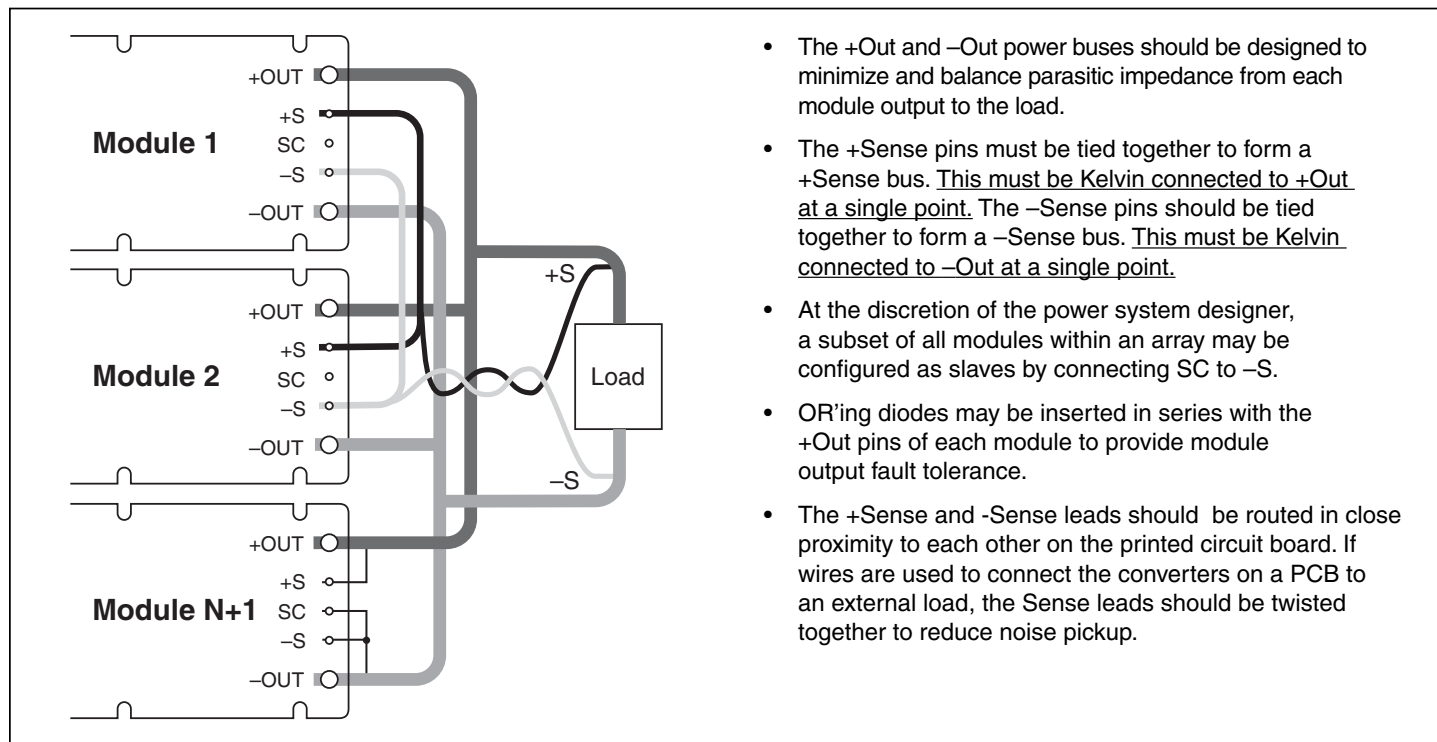 +OUT
+S
Module 1
SC
–S
–OUT
+OUT
+S
Module 2
SC
–S
–OUT
+OUT
+S
Module N+1
SC
–S
–OUT
+S
Load
–S
• The +Out and –Out power buses should be designed to
minimize and balance parasitic impedance from each
module output to the load.
• The +Sense pins must be tied together to form a
+Sense bus. This must be Kelvin connected to +Out
at a single point. The –Sense pins should be tied
together to form a –Sense bus. This must be Kelvin
connected to –Out at a single point.
• At the discretion of the power system designer,
a subset of all modules within an array may be
configured as slaves by connecting SC to –S.
• OR'ing diodes may be inserted in series with the
+Out pins of each module to provide module
output fault tolerance.
• The +Sense and -Sense leads should be routed in close
proximity to each other on the printed circuit board. If
wires are used to connect the converters on a PCB to
an external load, the Sense leads should be twisted
together to reduce noise pickup.